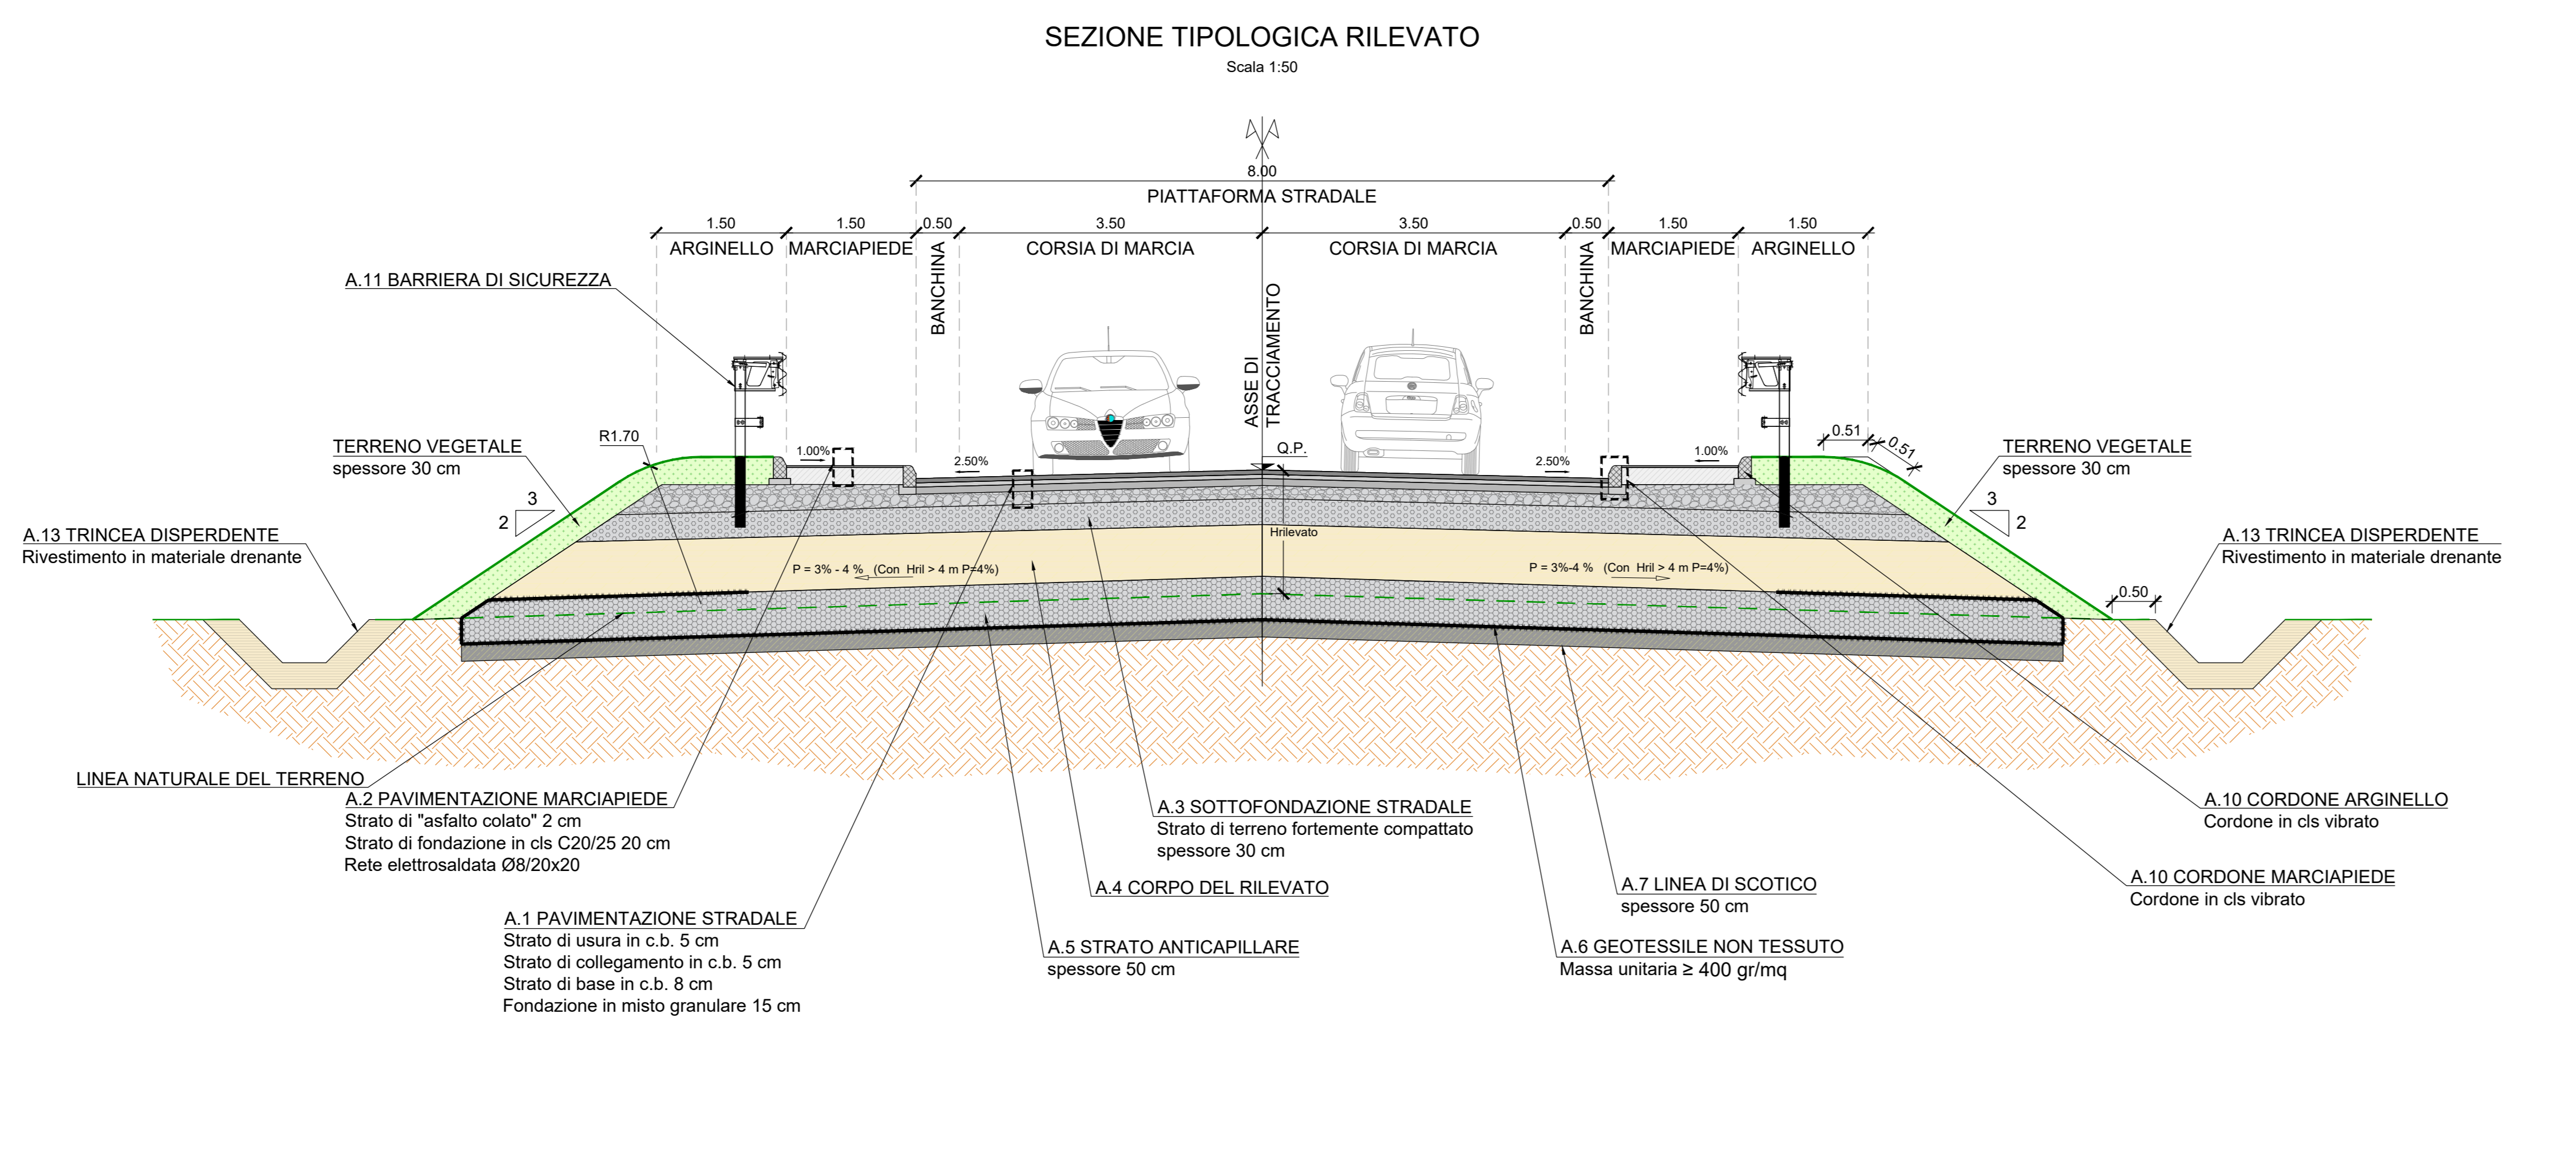 SEZIONE TIPOLOGICA RILEVATO
Scala 1:50
8.00
PIATTAFORMA STRADALE
1.50
1.50
0.50
3.50
3.50
0.50
1.50
1.50
ARGINELLO
MARCIAPIEDE
BANCHINA
CORSIA DI MARCIA
CORSIA DI MARCIA
BANCHINA
MARCIAPIEDE
ARGINELLO
ASSE DI
TRACCIAMENTO
A.11 BARRIERA DI SICUREZZA
R1.70
TERRENO VEGETALE
spessore 30 cm
1.00%
2.50%
Q.P.
2.50%
1.00%
0.51
0.51
TERRENO VEGETALE
spessore 30 cm
3
2
3
2
A.13 TRINCEA DISPERDENTE
Rivestimento in materiale drenante
Hrilevato
A.13 TRINCEA DISPERDENTE
Rivestimento in materiale drenante
P = 3% - 4 % (Con Hril > 4 m P=4%)
P = 3%-4 % (Con Hril > 4 m P=4%)
0.50
LINEA NATURALE DEL TERRENO
A.2 PAVIMENTAZIONE MARCIAPIEDE
Strato di "asfalto colato" 2 cm
Strato di fondazione in cls C20/25 20 cm
Rete elettrosaldata Ø8/20x20
A.1 PAVIMENTAZIONE STRADALE
Strato di usura in c.b. 5 cm
Strato di collegamento in c.b. 5 cm
Strato di base in c.b. 8 cm
Fondazione in misto granulare 15 cm
A.3 SOTTOFONDAZIONE STRADALE
Strato di terreno fortemente compattato
spessore 30 cm
A.4 CORPO DEL RILEVATO
A.5 STRATO ANTICAPILLARE
spessore 50 cm
A.7 LINEA DI SCOTICO
spessore 50 cm
A.6 GEOTESSILE NON TESSUTO
Massa unitaria ≥ 400 gr/mq
A.10 CORDONE ARGINELLO
Cordone in cls vibrato
A.10 CORDONE MARCIAPIEDE
Cordone in cls vibrato